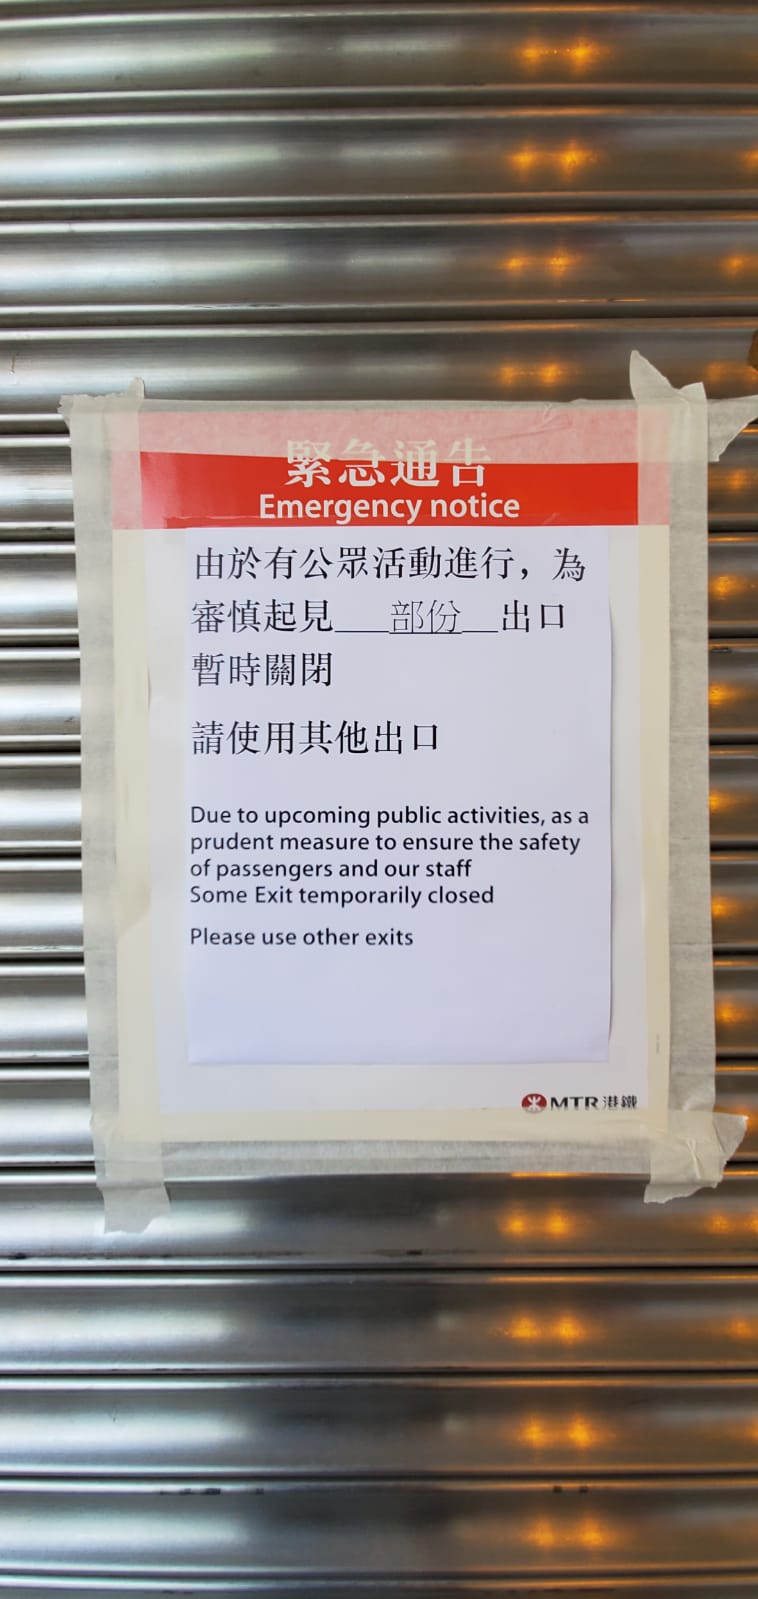 緊急通告
Emergency notice
由於有公眾活動進行，為
審慎起見___部份__出口
暫時關閉
請使用其他出口
Due to upcoming public activities, as a
prudent measure to ensure the safety
of passengers and our staff
Some Exit temporarily closed
Please use other exits
MTR 港鐵